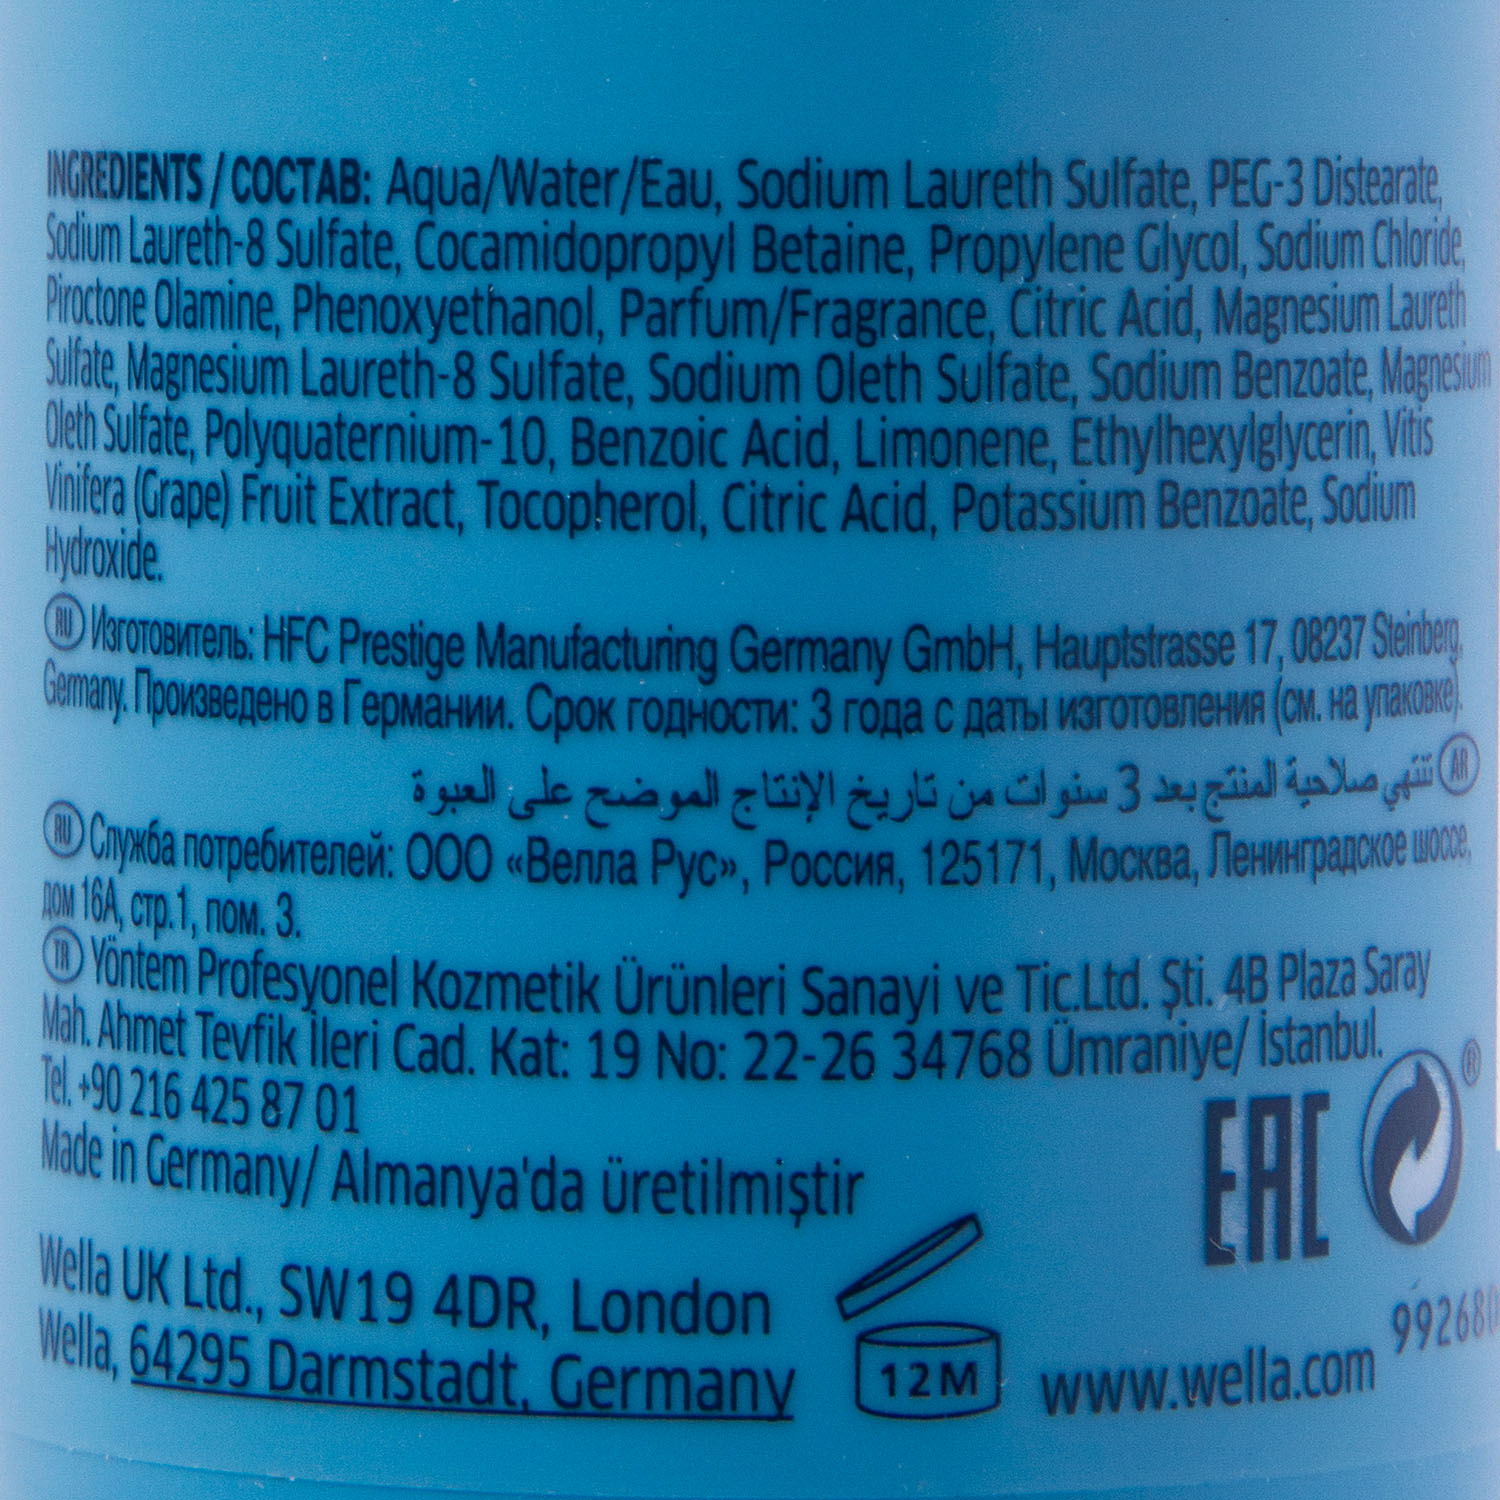 INGREDIENTS / СОСТАВ: Aqua/Water/Eau, Sodium Laureth Sulfate, PEG-3 Distearate,
Sodium Laureth-8 Sulfate, Cocamidopropyl Betaine, Propylene Glycol, Sodium Chloride,
Piroctone Olamine, Phenoxyethanol, Parfum/Fragrance, Citric Acid, Magnesium Laureth
Sulfate, Magnesium Laureth-8 Sulfate, Sodium Oleth Sulfate, Sodium Benzoate, Magnesium
Oleth Sulfate, Polyquaternium-10, Benzoic Acid, Limonene, Ethylhexylglycerin, Vitis
Vinifera (Grape) Fruit Extract, Tocopherol, Citric Acid, Potassium Benzoate, Sodium
Hydroxide.
RU Изготовитель: HFC Prestige Manufacturing Germany GmbH, Hauptstrasse 17, 08237 Steinberg,
Germany. Произведено в Германии. Срок годности: 3 года с даты изготовления (см. на упаковке).
AR تنتهي صلاحية المنتج بعد 3 سنوات من تاريخ الإنتاج الموضح على العبوة
RU Служба потребителей: ООО «Велла Рус», Россия, 125171, Москва, Ленинградское шоссе,
дом 16А, стр.1, пом. 3.
TR Yöntem Profesyonel Kozmetik Ürünleri Sanayi ve Tic.Ltd. Şti. 4B Plaza Saray
Mah. Ahmet Tevfik İleri Cad. Kat: 19 No: 22-26 34768 Ümraniye/ İstanbul.
Tel. +90 216 425 87 01
Made in Germany/ Almanya'da üretilmiştir
EAC ®
Wella UK Ltd., SW19 4DR, London
Wella, 64295 Darmstadt, Germany
12M
www.wella.com
992680